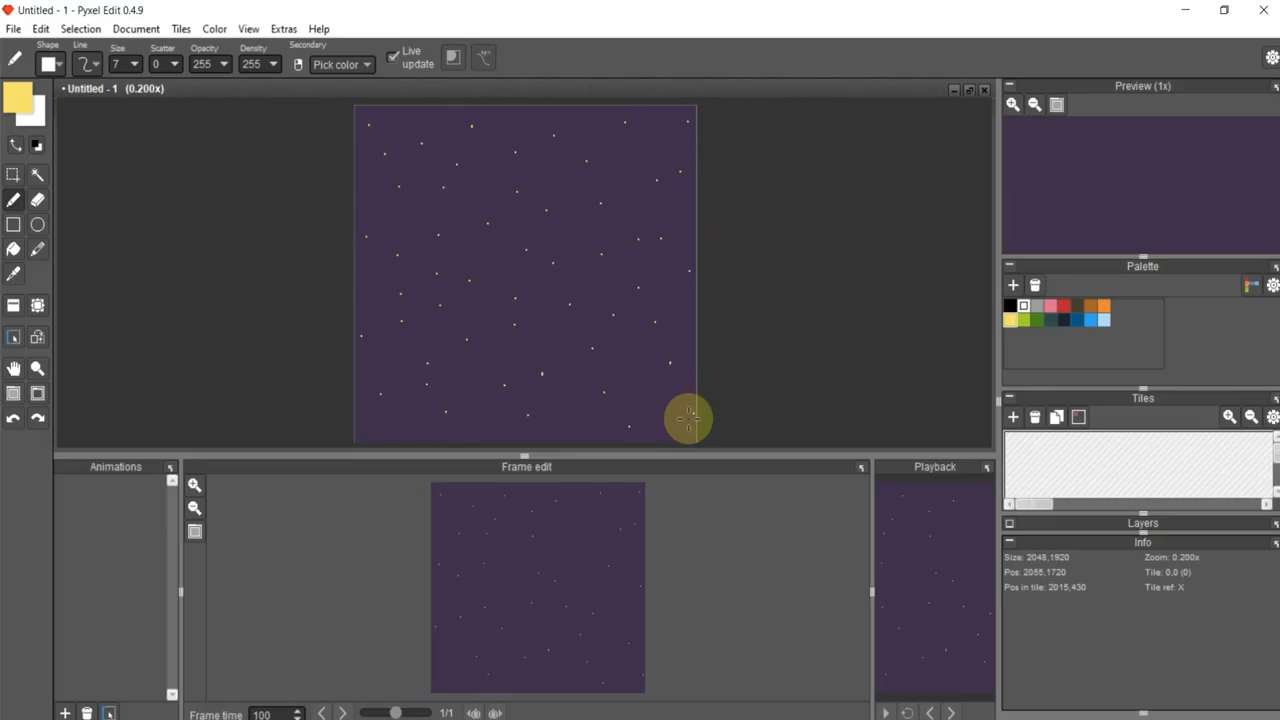 Untitled - 1 - Pyxel Edit 0.4.9
File Edit Selection Document Tiles Color View Extras Help
Shape Line Size Scatter Opacity Density Secondary
7 0 255 255 Pick color Live update
• Untitled - 1 (0.200x)
Preview (1x)
Palette
Tiles
Layers
Info
Size: 2048,1920 Zoom: 0.200x
Pos: 2055,1720 Tile: 0,0 (0)
Pos in tile: 2015,430 Tile ref: X
Animations Frame edit Playback
Frame time 100 1/1